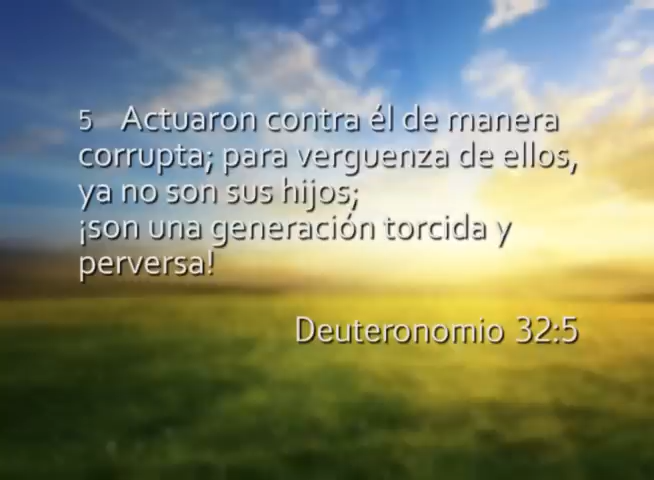 5 Actuaron contra él de manera
corrupta; para verguenza de ellos,
ya no son sus hijos;
¡son una generación torcida y
perversa!
Deuteronomio 32:5